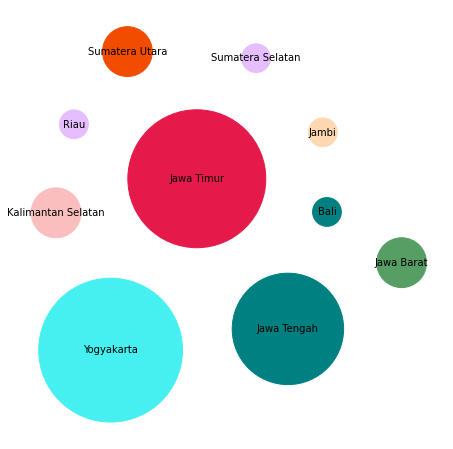 Sumatera Utara
Sumatera Selatan
Riau
Jambi
Jawa Timur
Kalimantan Selatan
Bali
Jawa Barat
Jawa Tengah
Yogyakarta